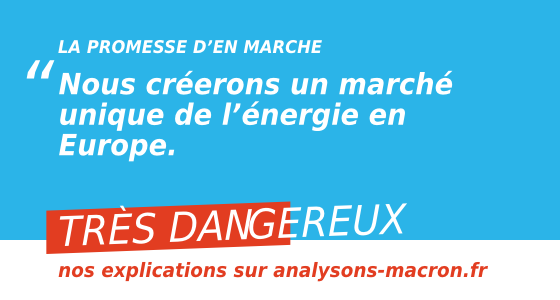 LA PROMESSE D’EN MARCHE
“ Nous créerons un marché
unique de l’énergie en
Europe.
TRÈS DANGEREUX
nos explications sur analysons-macron.fr